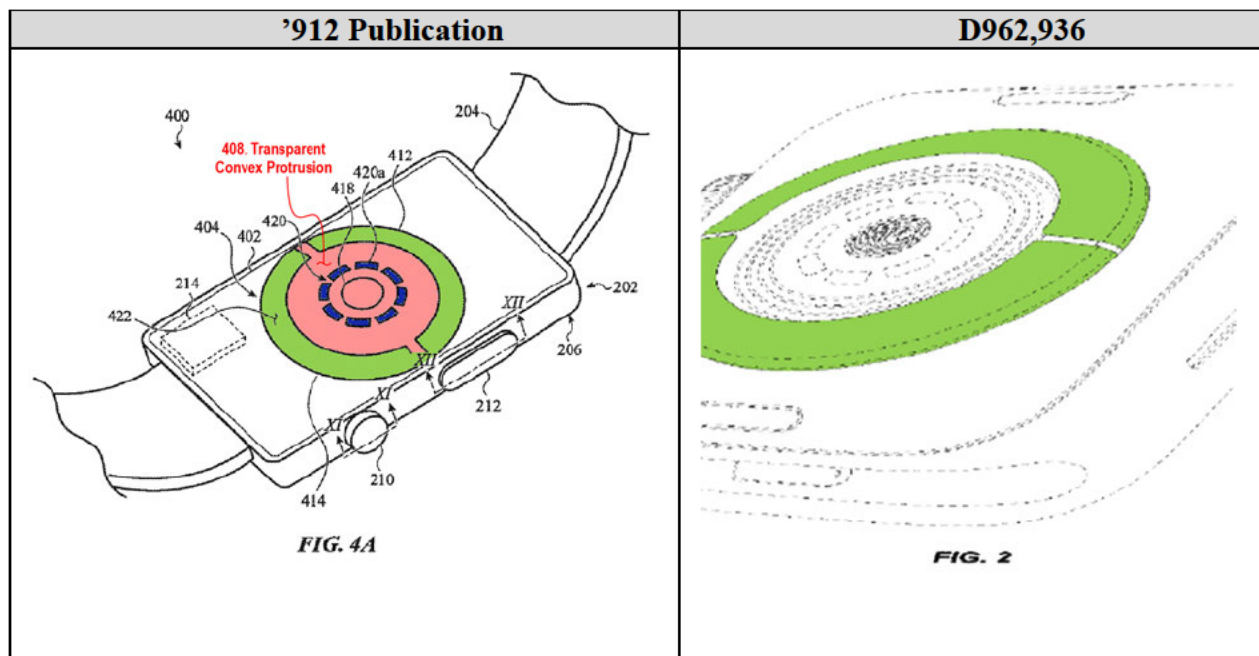 ’912 Publication
D962,936
400
204
408. Transparent
Convex Protrusion
412
420a
418
420
402
404
214
422
202
XII
206
XII
212
XI
XI
210
414
FIG. 4A
FIG. 2